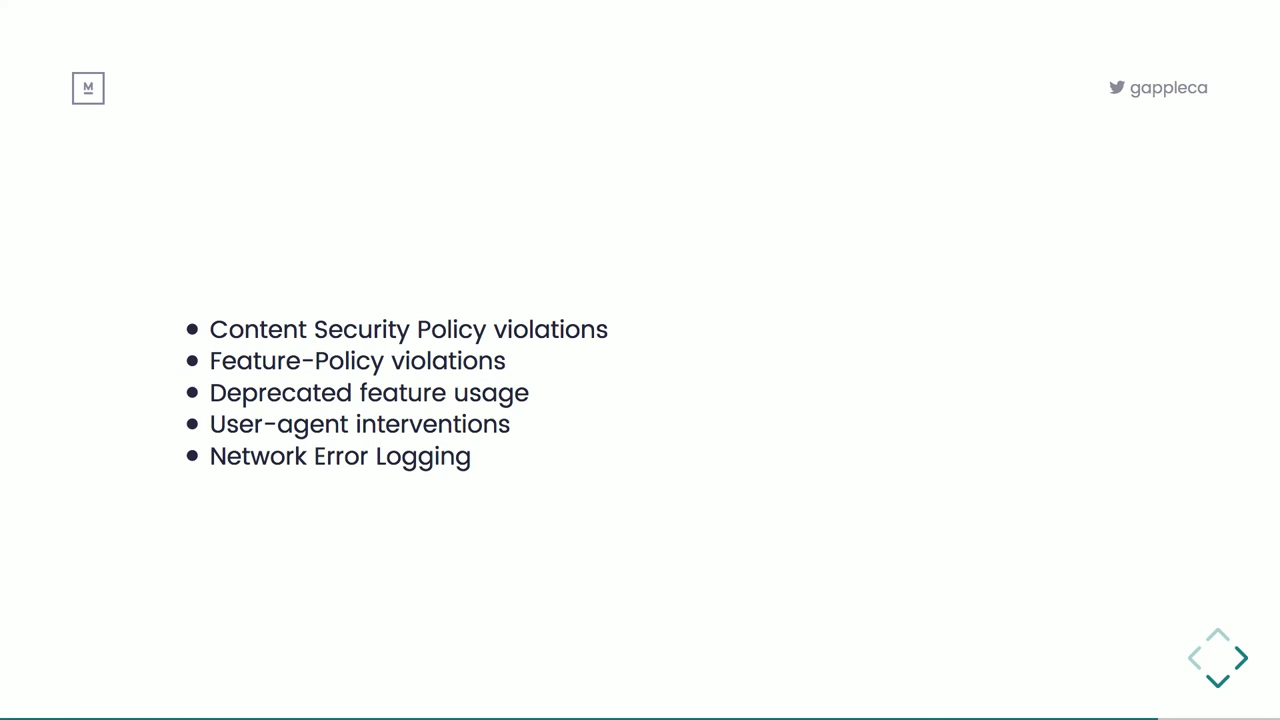 M
gappleca
• Content Security Policy violations
• Feature-Policy violations
• Deprecated feature usage
• User-agent interventions
• Network Error Logging